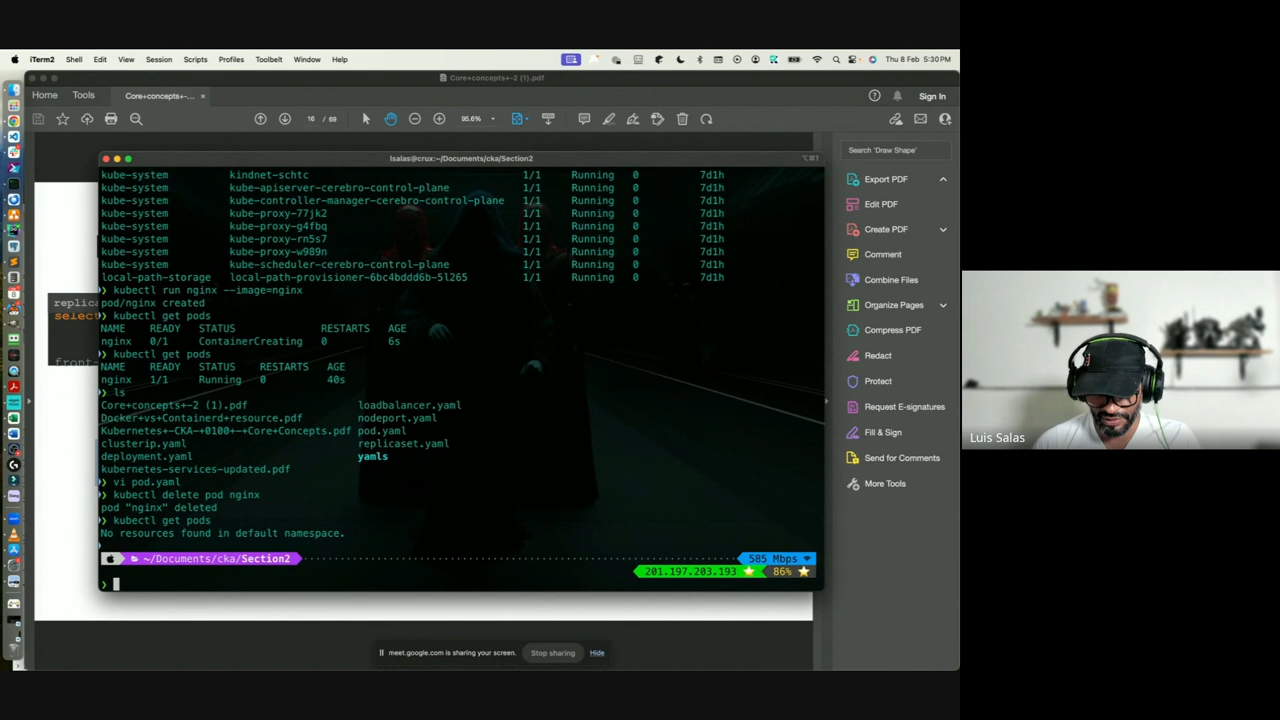 iTerm2 Shell Edit View Session Scripts Profiles Toolbelt Window Help Thu 8 Feb 5:30 PM
Core+concepts+-2 (1).pdf
Home Tools Core+concepts+-... × Sign In
16 / 69 95.6%
Search 'Draw Shape'
Export PDF
Edit PDF
Create PDF
Comment
Combine Files
Organize Pages
Compress PDF
Redact
Protect
Request E-signatures
Fill & Sign
Send for Comments
More Tools
replica
select
front-
lsalas@crux:~/Documents/cka/Section2
kube-system kindnet-schtc 1/1 Running 0 7d1h
kube-system kube-apiserver-cerebro-control-plane 1/1 Running 0 7d1h
kube-system kube-controller-manager-cerebro-control-plane 1/1 Running 0 7d1h
kube-system kube-proxy-77jk2 1/1 Running 0 7d1h
kube-system kube-proxy-g4fbq 1/1 Running 0 7d1h
kube-system kube-proxy-rn5s7 1/1 Running 0 7d1h
kube-system kube-proxy-w989n 1/1 Running 0 7d1h
kube-system kube-scheduler-cerebro-control-plane 1/1 Running 0 7d1h
local-path-storage local-path-provisioner-6bc4bddd6b-5l265 1/1 Running 0 7d1h
❯ kubectl run nginx --image=nginx
pod/nginx created
❯ kubectl get pods
NAME READY STATUS RESTARTS AGE
nginx 0/1 ContainerCreating 0 6s
❯ kubectl get pods
NAME READY STATUS RESTARTS AGE
nginx 1/1 Running 0 40s
❯ ls
Core+concepts+-2 (1).pdf loadbalancer.yaml
Docker+vs+Containerd+resource.pdf nodeport.yaml
Kubernetes+-CKA-+0100+-+Core+Concepts.pdf pod.yaml
clusterip.yaml replicaset.yaml
deployment.yaml yamls
kubernetes-services-updated.pdf
❯ vi pod.yaml
❯ kubectl delete pod nginx
pod "nginx" deleted
❯ kubectl get pods
No resources found in default namespace.
~/Documents/cka/Section2 585 Mbps
201.197.203.193 86%
❯
meet.google.com is sharing your screen. Stop sharing Hide
Luis Salas